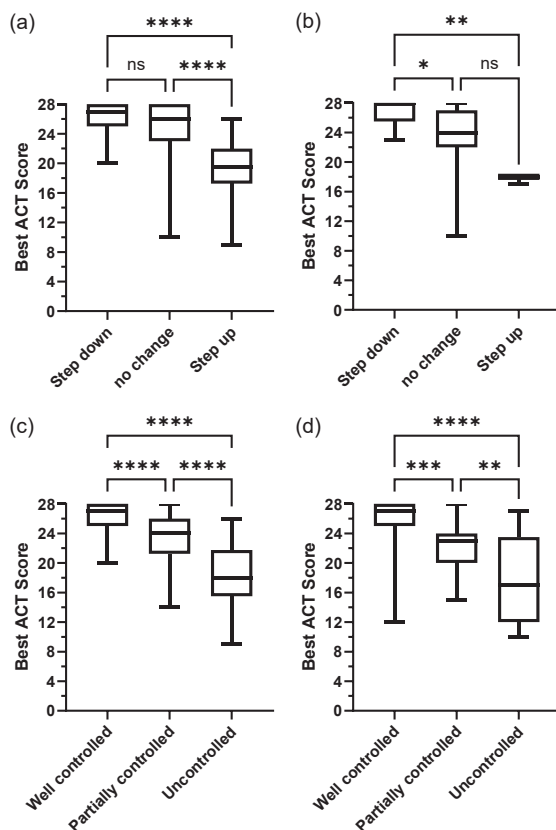 (a)
****
ns
****
Best ACT Score
28
24
20
16
12
8
4
0
Step down
no change
Step up
(b)
**
*
ns
Best ACT Score
28
24
20
16
12
8
4
0
Step down
no change
Step up
(c)
****
****
****
Best ACT Score
28
24
20
16
12
8
4
0
Well controlled
Partially controlled
Uncontrolled
(d)
****
***
**
Best ACT Score
28
24
20
16
12
8
4
0
Well controlled
Partially controlled
Uncontrolled